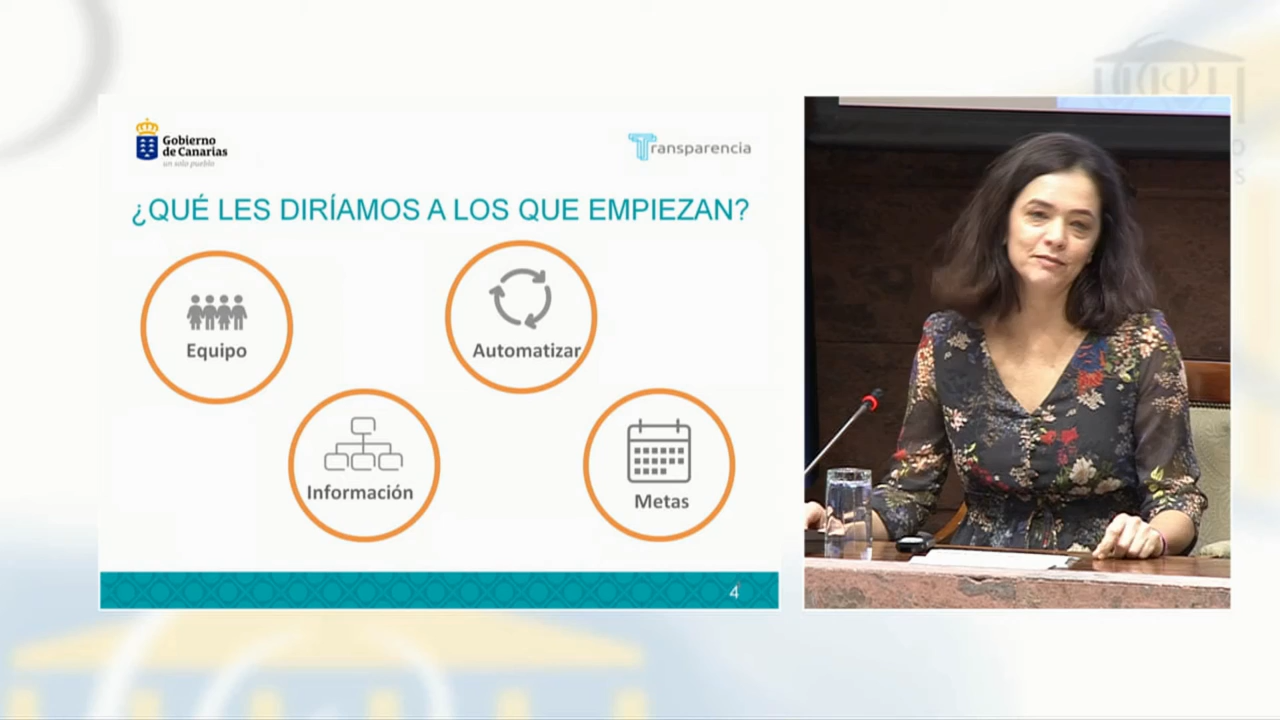 Gobierno
de Canarias
un solo pueblo
Transparencia
¿QUÉ LES DIRÍAMOS A LOS QUE EMPIEZAN?
Equipo
Automatizar
Información
Metas
4